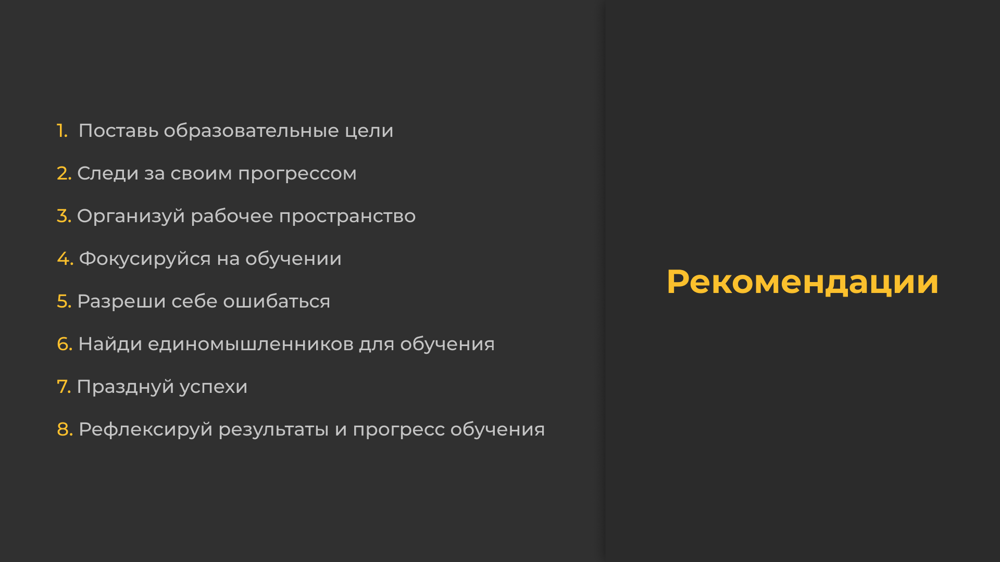 1. Поставь образовательные цели
2. Следи за своим прогрессом
3. Организуй рабочее пространство
4. Фокусируйся на обучении
5. Разреши себе ошибаться
6. Найди единомышленников для обучения
7. Празднуй успехи
8. Рефлексируй результаты и прогресс обучения
Рекомендации